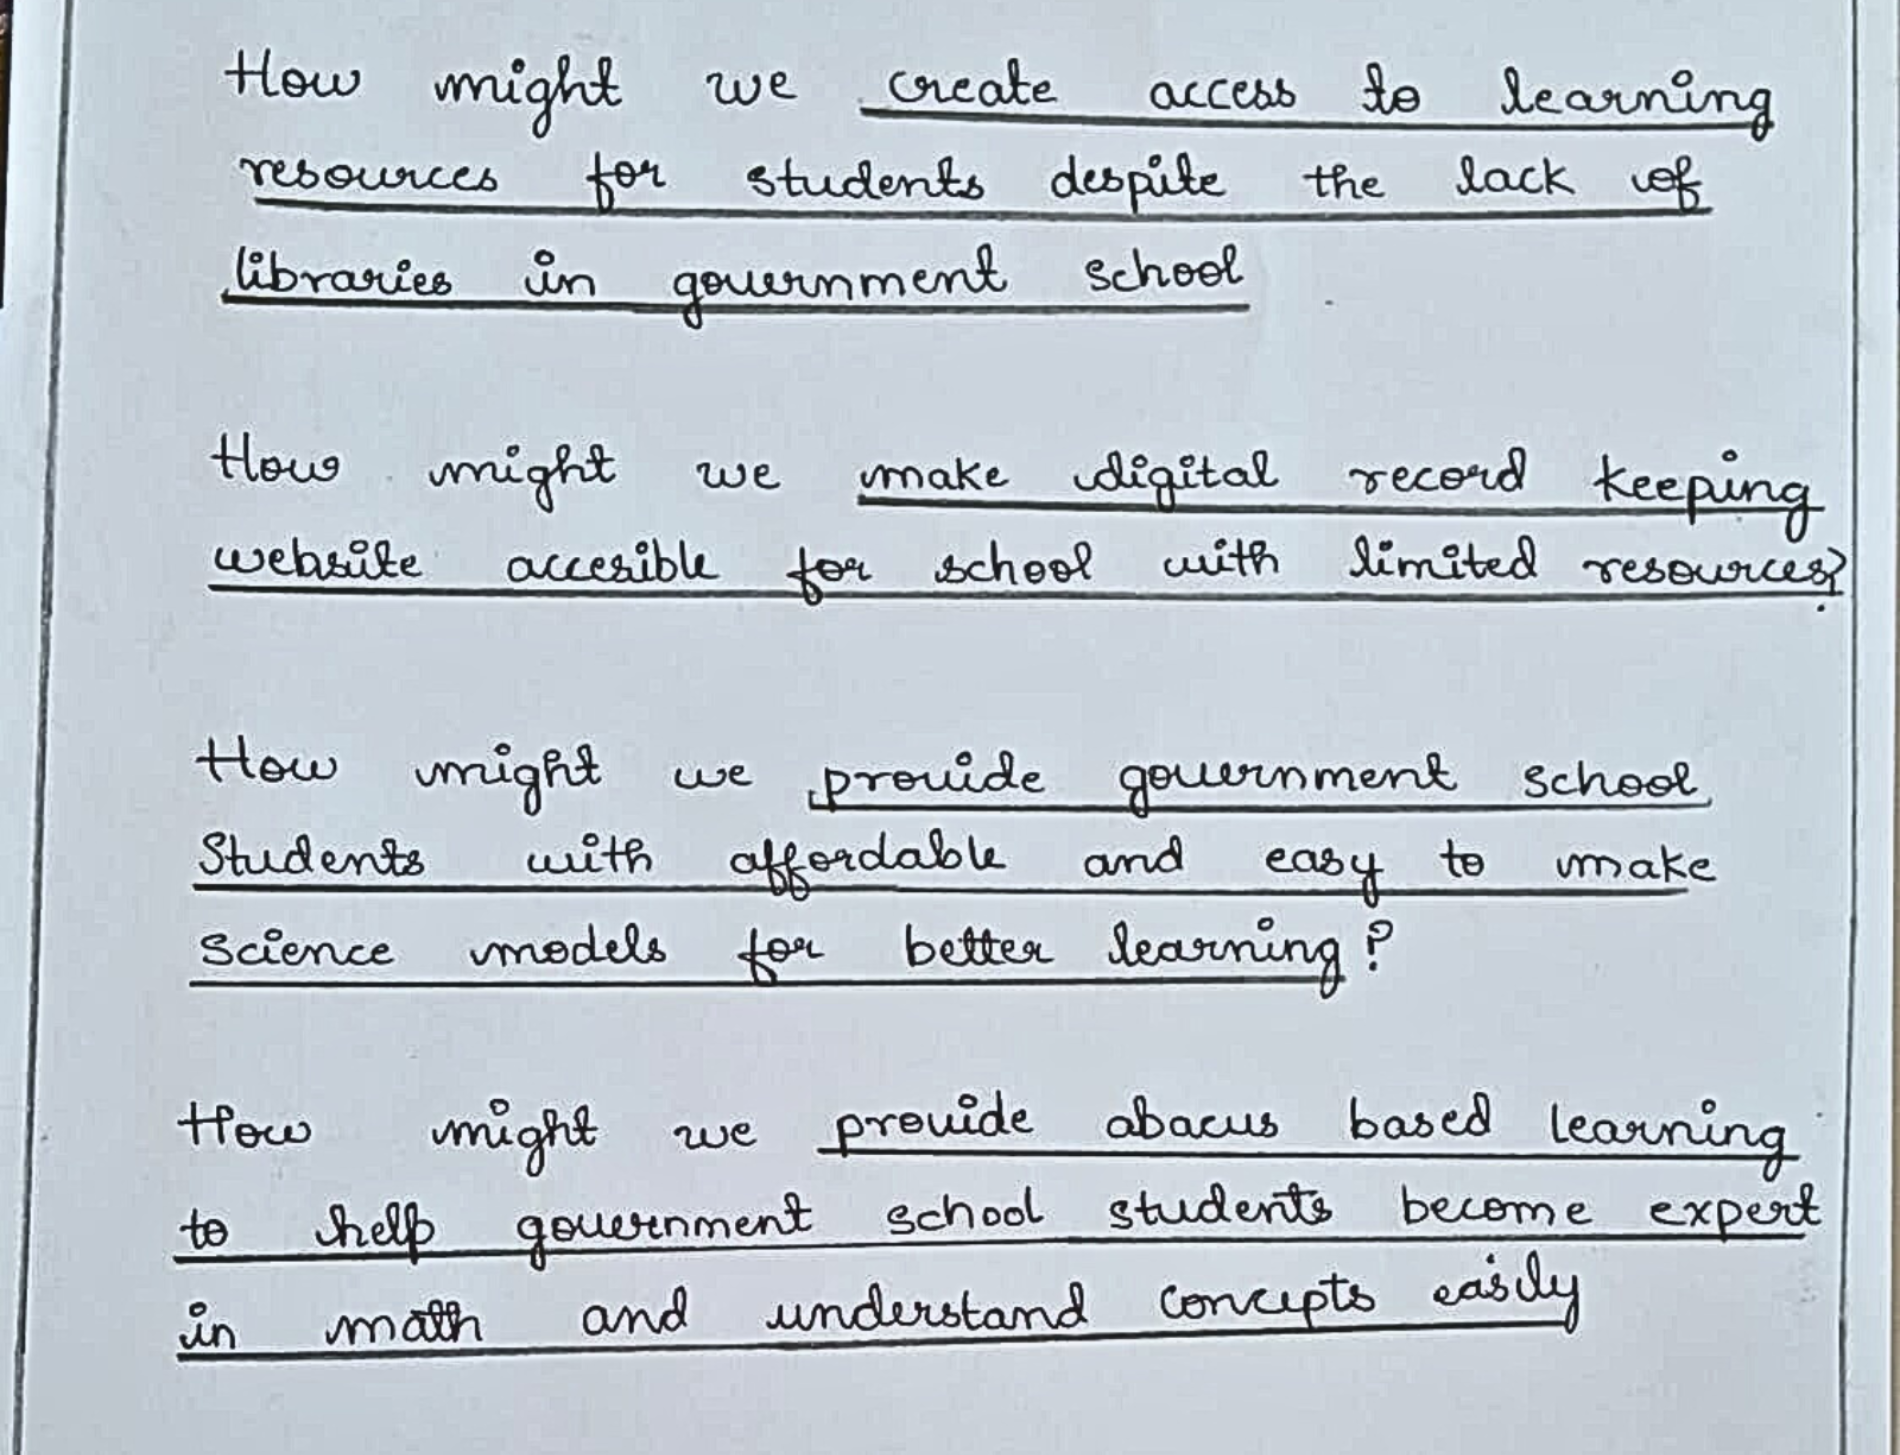 How might we create access to learning
resources for students despite the lack of
libraries in government school
How might we make digital record keeping
website accesible for school with limited resources?
How might we provide government school
Students with affordable and easy to make
Science models for better learning?
How might we provide abacus based learning
to help government school students become expert
in math and understand concepts easily